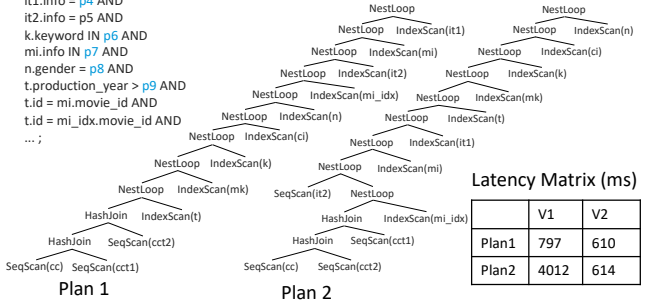 it1.info = p4 AND
it2.info = p5 AND
k.keyword IN p6 AND
mi.info IN p7 AND
n.gender = p8 AND
t.production_year > p9 AND
t.id = mi.movie_id AND
t.id = mi_idx.movie_id AND
... ;
NestLoop
NestLoop IndexScan(it1)
NestLoop IndexScan(mi)
NestLoop IndexScan(it2)
NestLoop IndexScan(mi_idx)
NestLoop IndexScan(n)
NestLoop IndexScan(ci)
NestLoop IndexScan(k)
NestLoop IndexScan(mk)
HashJoin IndexScan(t)
HashJoin SeqScan(cct2)
SeqScan(cc) SeqScan(cct1)
Plan 1
NestLoop
NestLoop IndexScan(n)
NestLoop IndexScan(ci)
NestLoop IndexScan(k)
NestLoop IndexScan(mk)
NestLoop IndexScan(t)
NestLoop IndexScan(it1)
NestLoop IndexScan(mi)
SeqScan(it2) NestLoop
HashJoin IndexScan(mi_idx)
HashJoin SeqScan(cct1)
SeqScan(cc) SeqScan(cct2)
Plan 2
Latency Matrix (ms)
V1 V2
Plan1 797 610
Plan2 4012 614